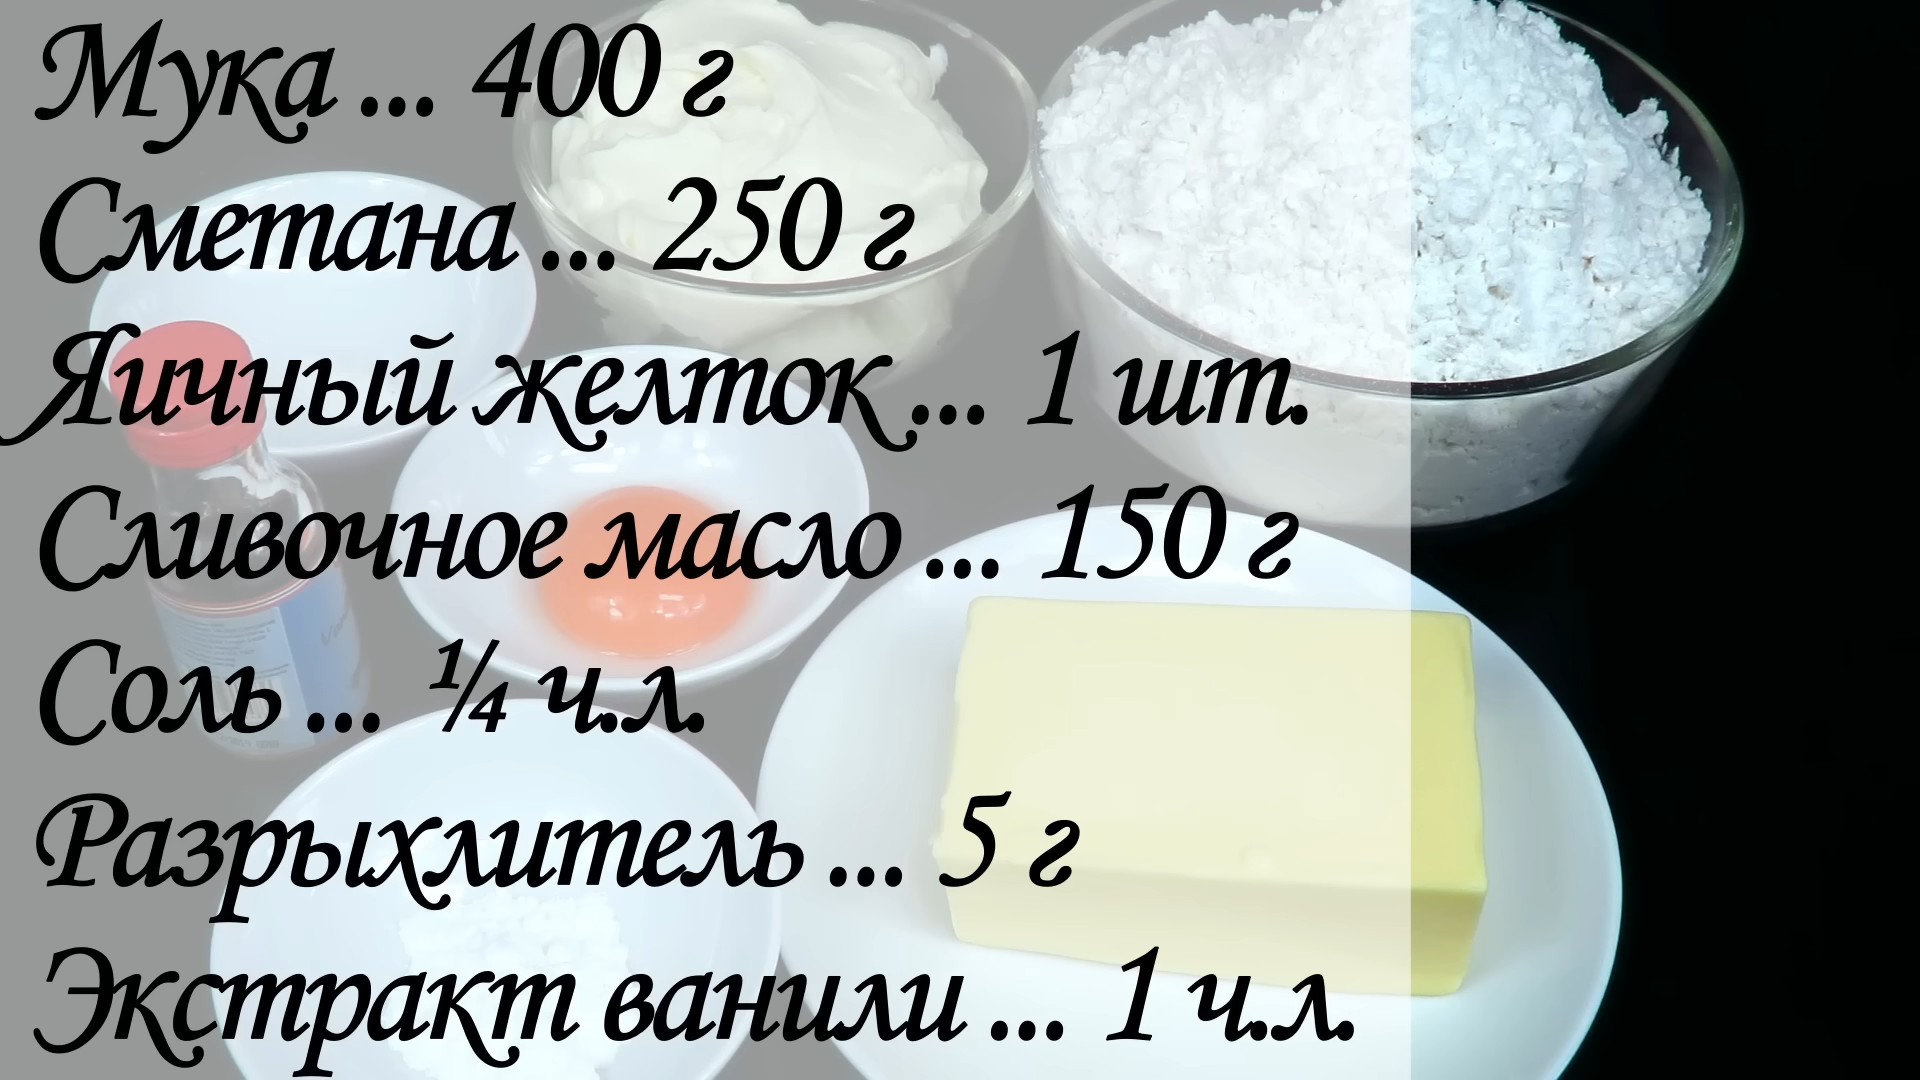 Мука ... 400 г
Сметана ... 250 г
Яичный желток ... 1 шт.
Сливочное масло ... 150 г
Соль ... ¼ ч.л.
Разрыхлитель ... 5 г
Экстракт ванили ... 1 ч.л.